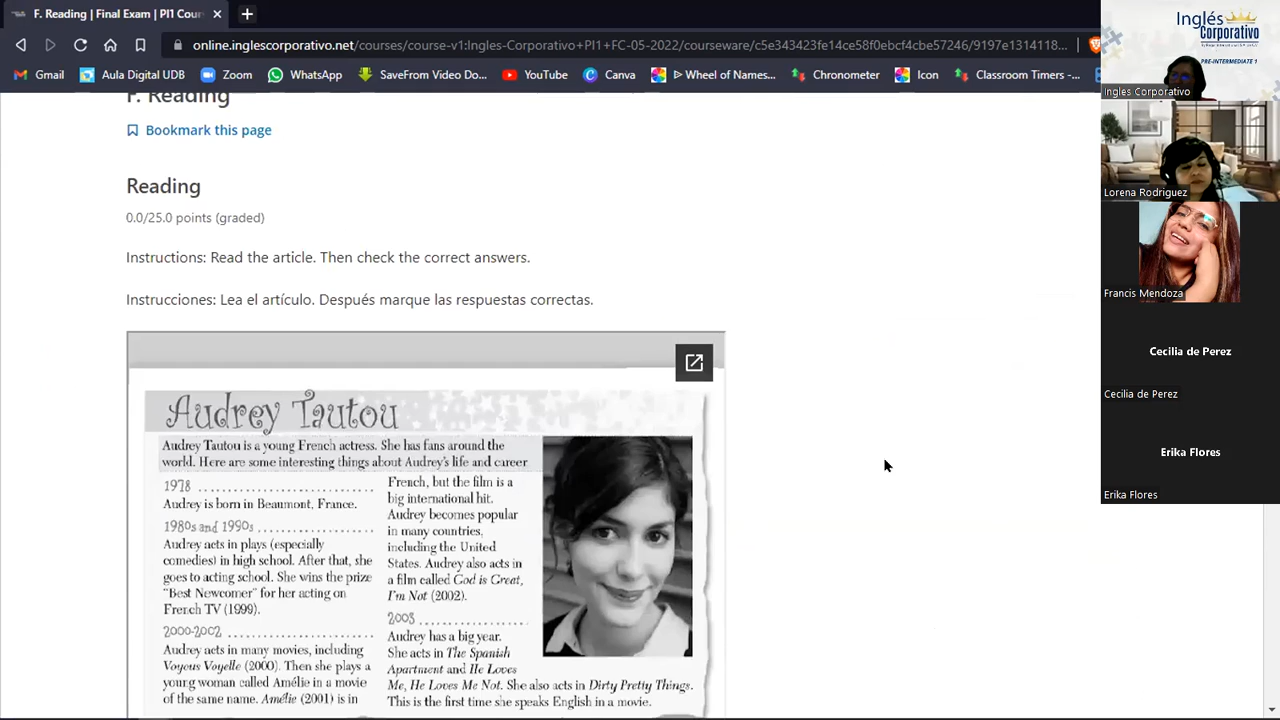 F. Reading | Final Exam | PI1 Cour
online.inglescorporativo.net/courses/course-v1:Ingles-Corporativo+PI1+FC-05-2022/courseware/c5e343423fe14ce58f0ebcf4cbe57246/9197e1314118...
Gmail
Aula Digital UDB
Zoom
WhatsApp
SaveFrom Video Do...
YouTube
Canva
ᐅ Wheel of Names...
Chronometer
Icon
Classroom Timers -...
F. Reading
Bookmark this page
Reading
0.0/25.0 points (graded)
Instructions: Read the article. Then check the correct answers.
Instrucciones: Lea el artículo. Después marque las respuestas correctas.
Audrey Tautou
Audrey Tautou is a young French actress. She has fans around the
world. Here are some interesting things about Audrey's life and career
1978
Audrey is born in Beaumont, France.
1980s and 1990s
Audrey acts in plays (especially
comedies) in high school. After that, she
goes to acting school. She wins the prize
"Best Newcomer" for her acting on
French TV (1999).
2000-2002
Audrey acts in many movies, including
Voyous Voyelle (2000). Then she plays a
young woman called Amélie in a movie
of the same name. Amélie (2001) is in
French, but the film is a
big international hit.
Audrey becomes popular
in many countries,
including the United
States. Audrey also acts in
a film called God is Great,
I'm Not (2002).
2003
Audrey has a big year.
She acts in The Spanish
Apartment and He Loves
Me, He Loves Me Not. She also acts in Dirty Pretty Things.
This is the first time she speaks English in a movie.
Inglés
Corporativo
PRE-INTERMEDIATE 1
Ingles Corporativo
Lorena Rodriguez
Francis Mendoza
Cecilia de Perez
Cecilia de Perez
Erika Flores
Erika Flores